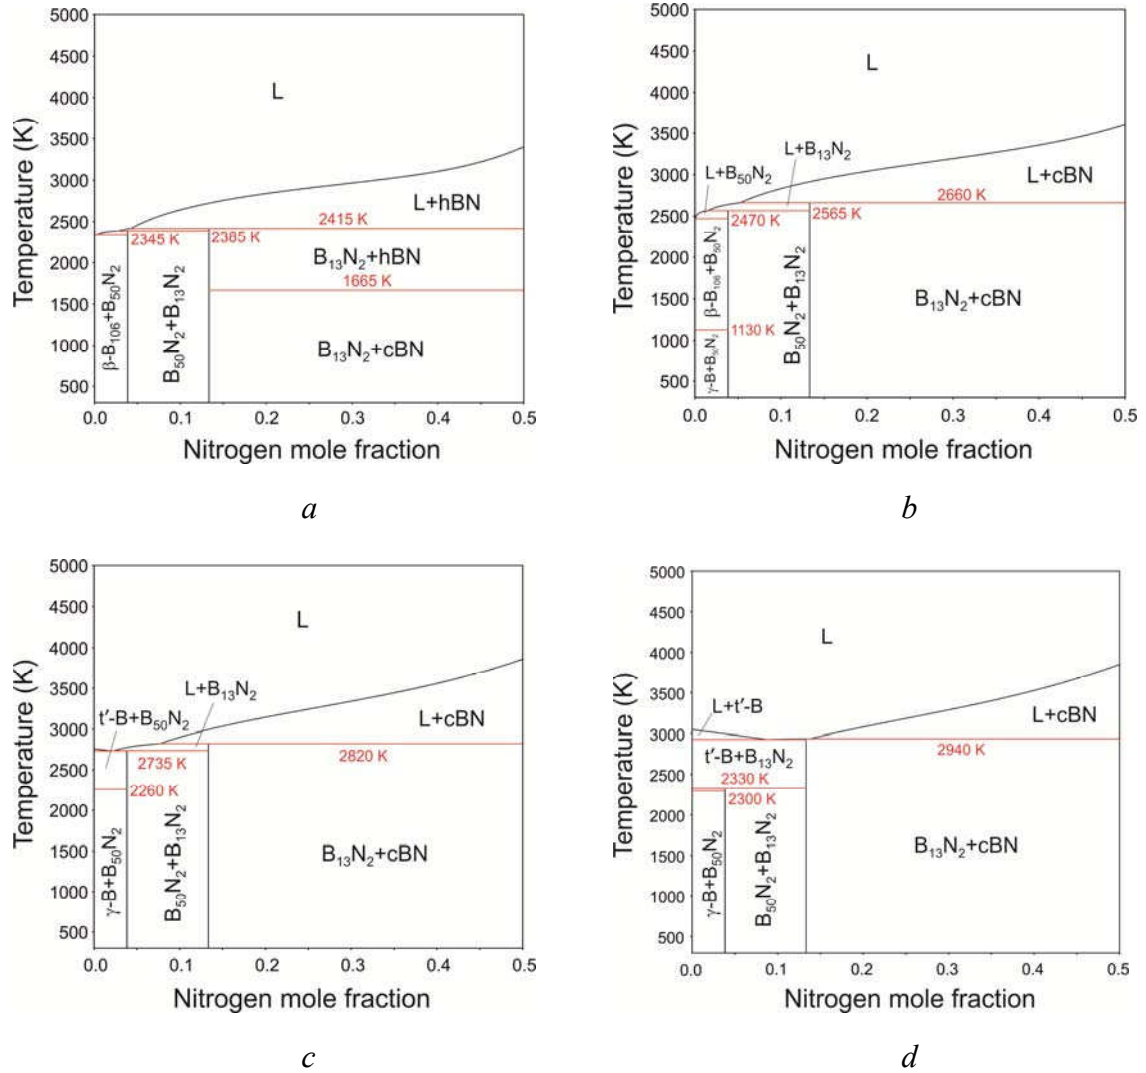 5000
4500
4000
3500
3000
2500
2000
1500
1000
500
Temperature (K)
L
L+hBN
2415 K
2345 K
2385 K
B₁₃N₂+hBN
1665 K
β-B₁₀₆+B₅₀N₂
B₅₀N₂+B₁₃N₂
B₁₃N₂+cBN
0.0 0.1 0.2 0.3 0.4 0.5
Nitrogen mole fraction
a
5000
4500
4000
3500
3000
2500
2000
1500
1000
500
Temperature (K)
L
L+B₁₃N₂
L+B₅₀N₂
L+cBN
2660 K
2470 K
2565 K
β-B₁₀₆+B₅₀N₂
B₅₀N₂+B₁₃N₂
B₁₃N₂+cBN
1130 K
γ-B+B₅₀N₂
0.0 0.1 0.2 0.3 0.4 0.5
Nitrogen mole fraction
b
5000
4500
4000
3500
3000
2500
2000
1500
1000
500
Temperature (K)
L
L+B₁₃N₂
t′-B+B₅₀N₂
L+cBN
2735 K
2820 K
2260 K
γ-B+B₅₀N₂
B₅₀N₂+B₁₃N₂
B₁₃N₂+cBN
0.0 0.1 0.2 0.3 0.4 0.5
Nitrogen mole fraction
c
5000
4500
4000
3500
3000
2500
2000
1500
1000
500
Temperature (K)
L
L+t′-B
L+cBN
t′-B+B₁₃N₂
2940 K
2330 K
2300 K
γ-B+B₅₀N₂
B₅₀N₂+B₁₃N₂
B₁₃N₂+cBN
0.0 0.1 0.2 0.3 0.4 0.5
Nitrogen mole fraction
d